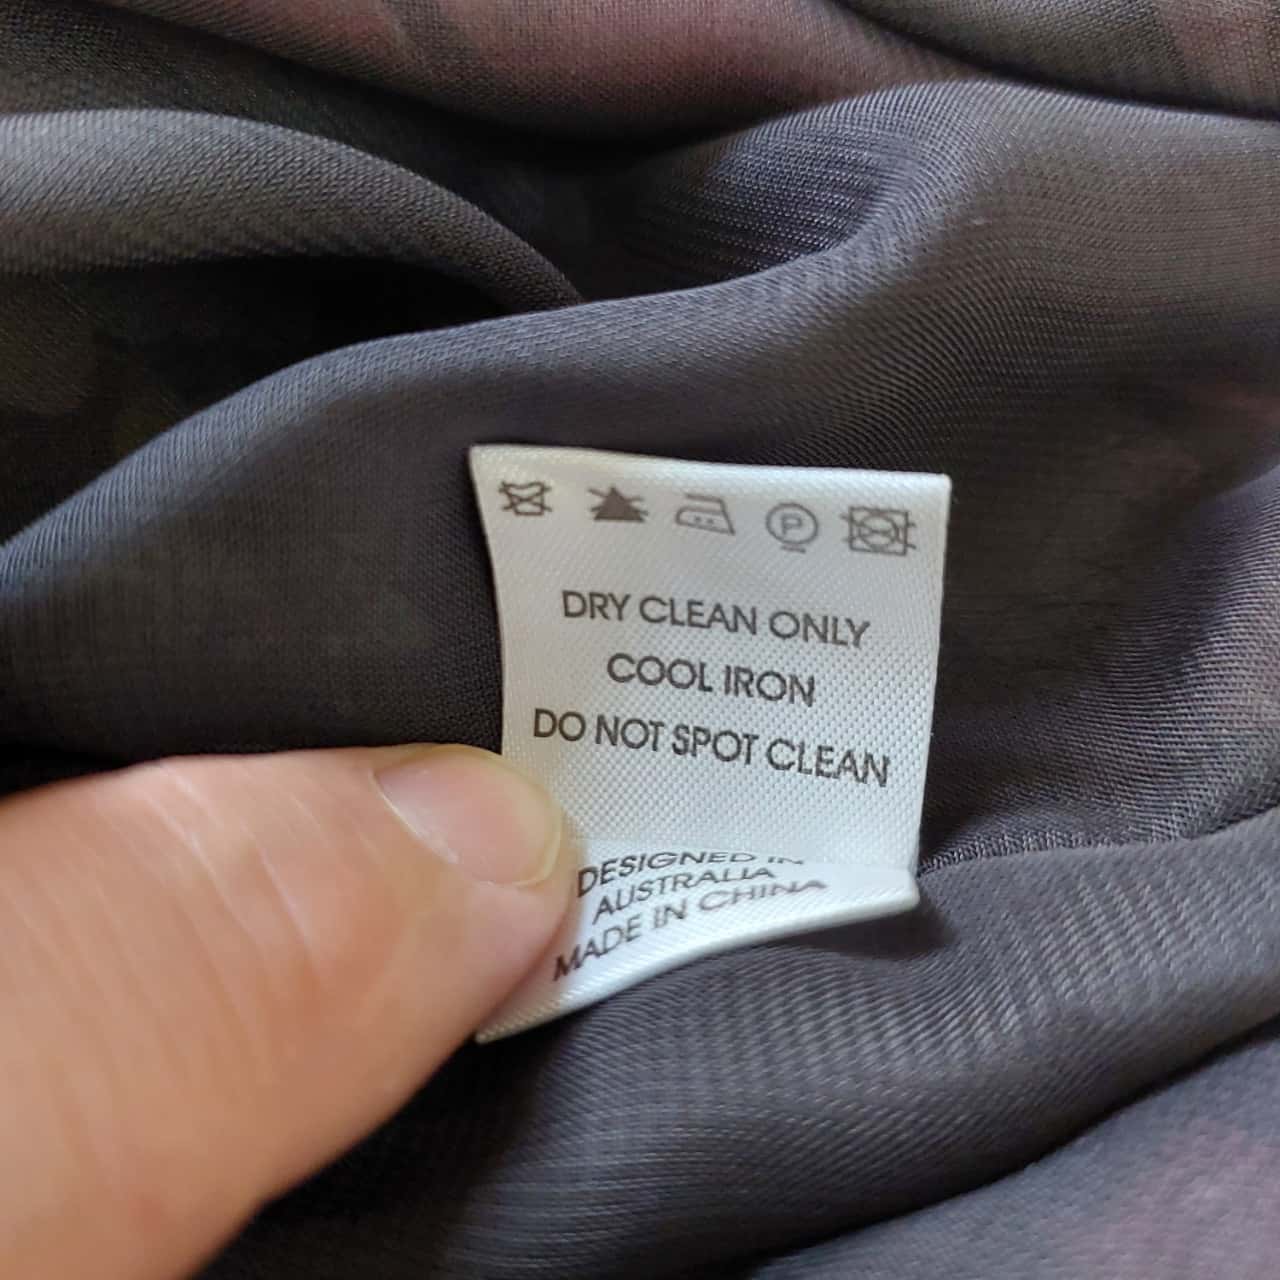 P
DRY CLEAN ONLY
COOL IRON
DO NOT SPOT CLEAN
DESIGNED IN
AUSTRALIA
MADE IN CHINA